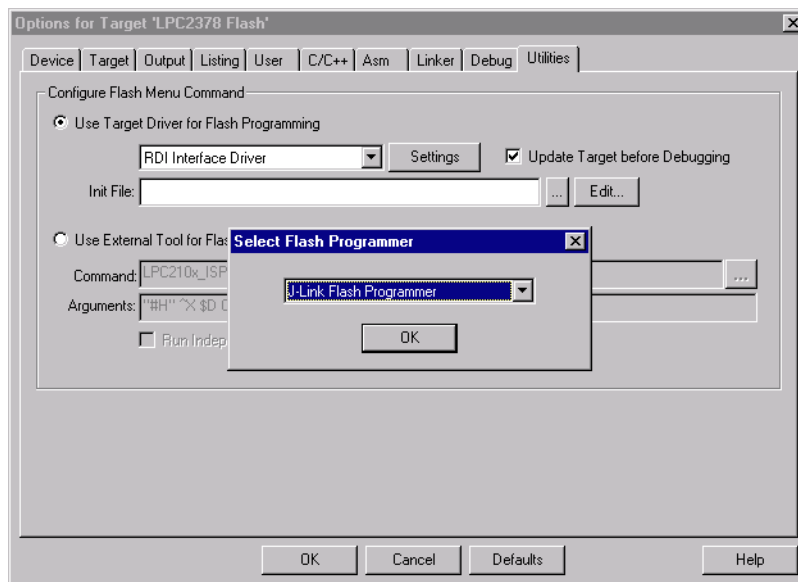 Options for Target 'LPC2378 Flash'
Device Target Output Listing User C/C++ Asm Linker Debug Utilities
Configure Flash Menu Command
Use Target Driver for Flash Programming
RDI Interface Driver Settings Update Target before Debugging
Init File: ... Edit...
Use External Tool for Flas
Select Flash Programmer
Command: LPC210x_ISP ...
J-Link Flash Programmer
Arguments: "#H" ^X $D
OK
Run Indep
OK Cancel Defaults Help